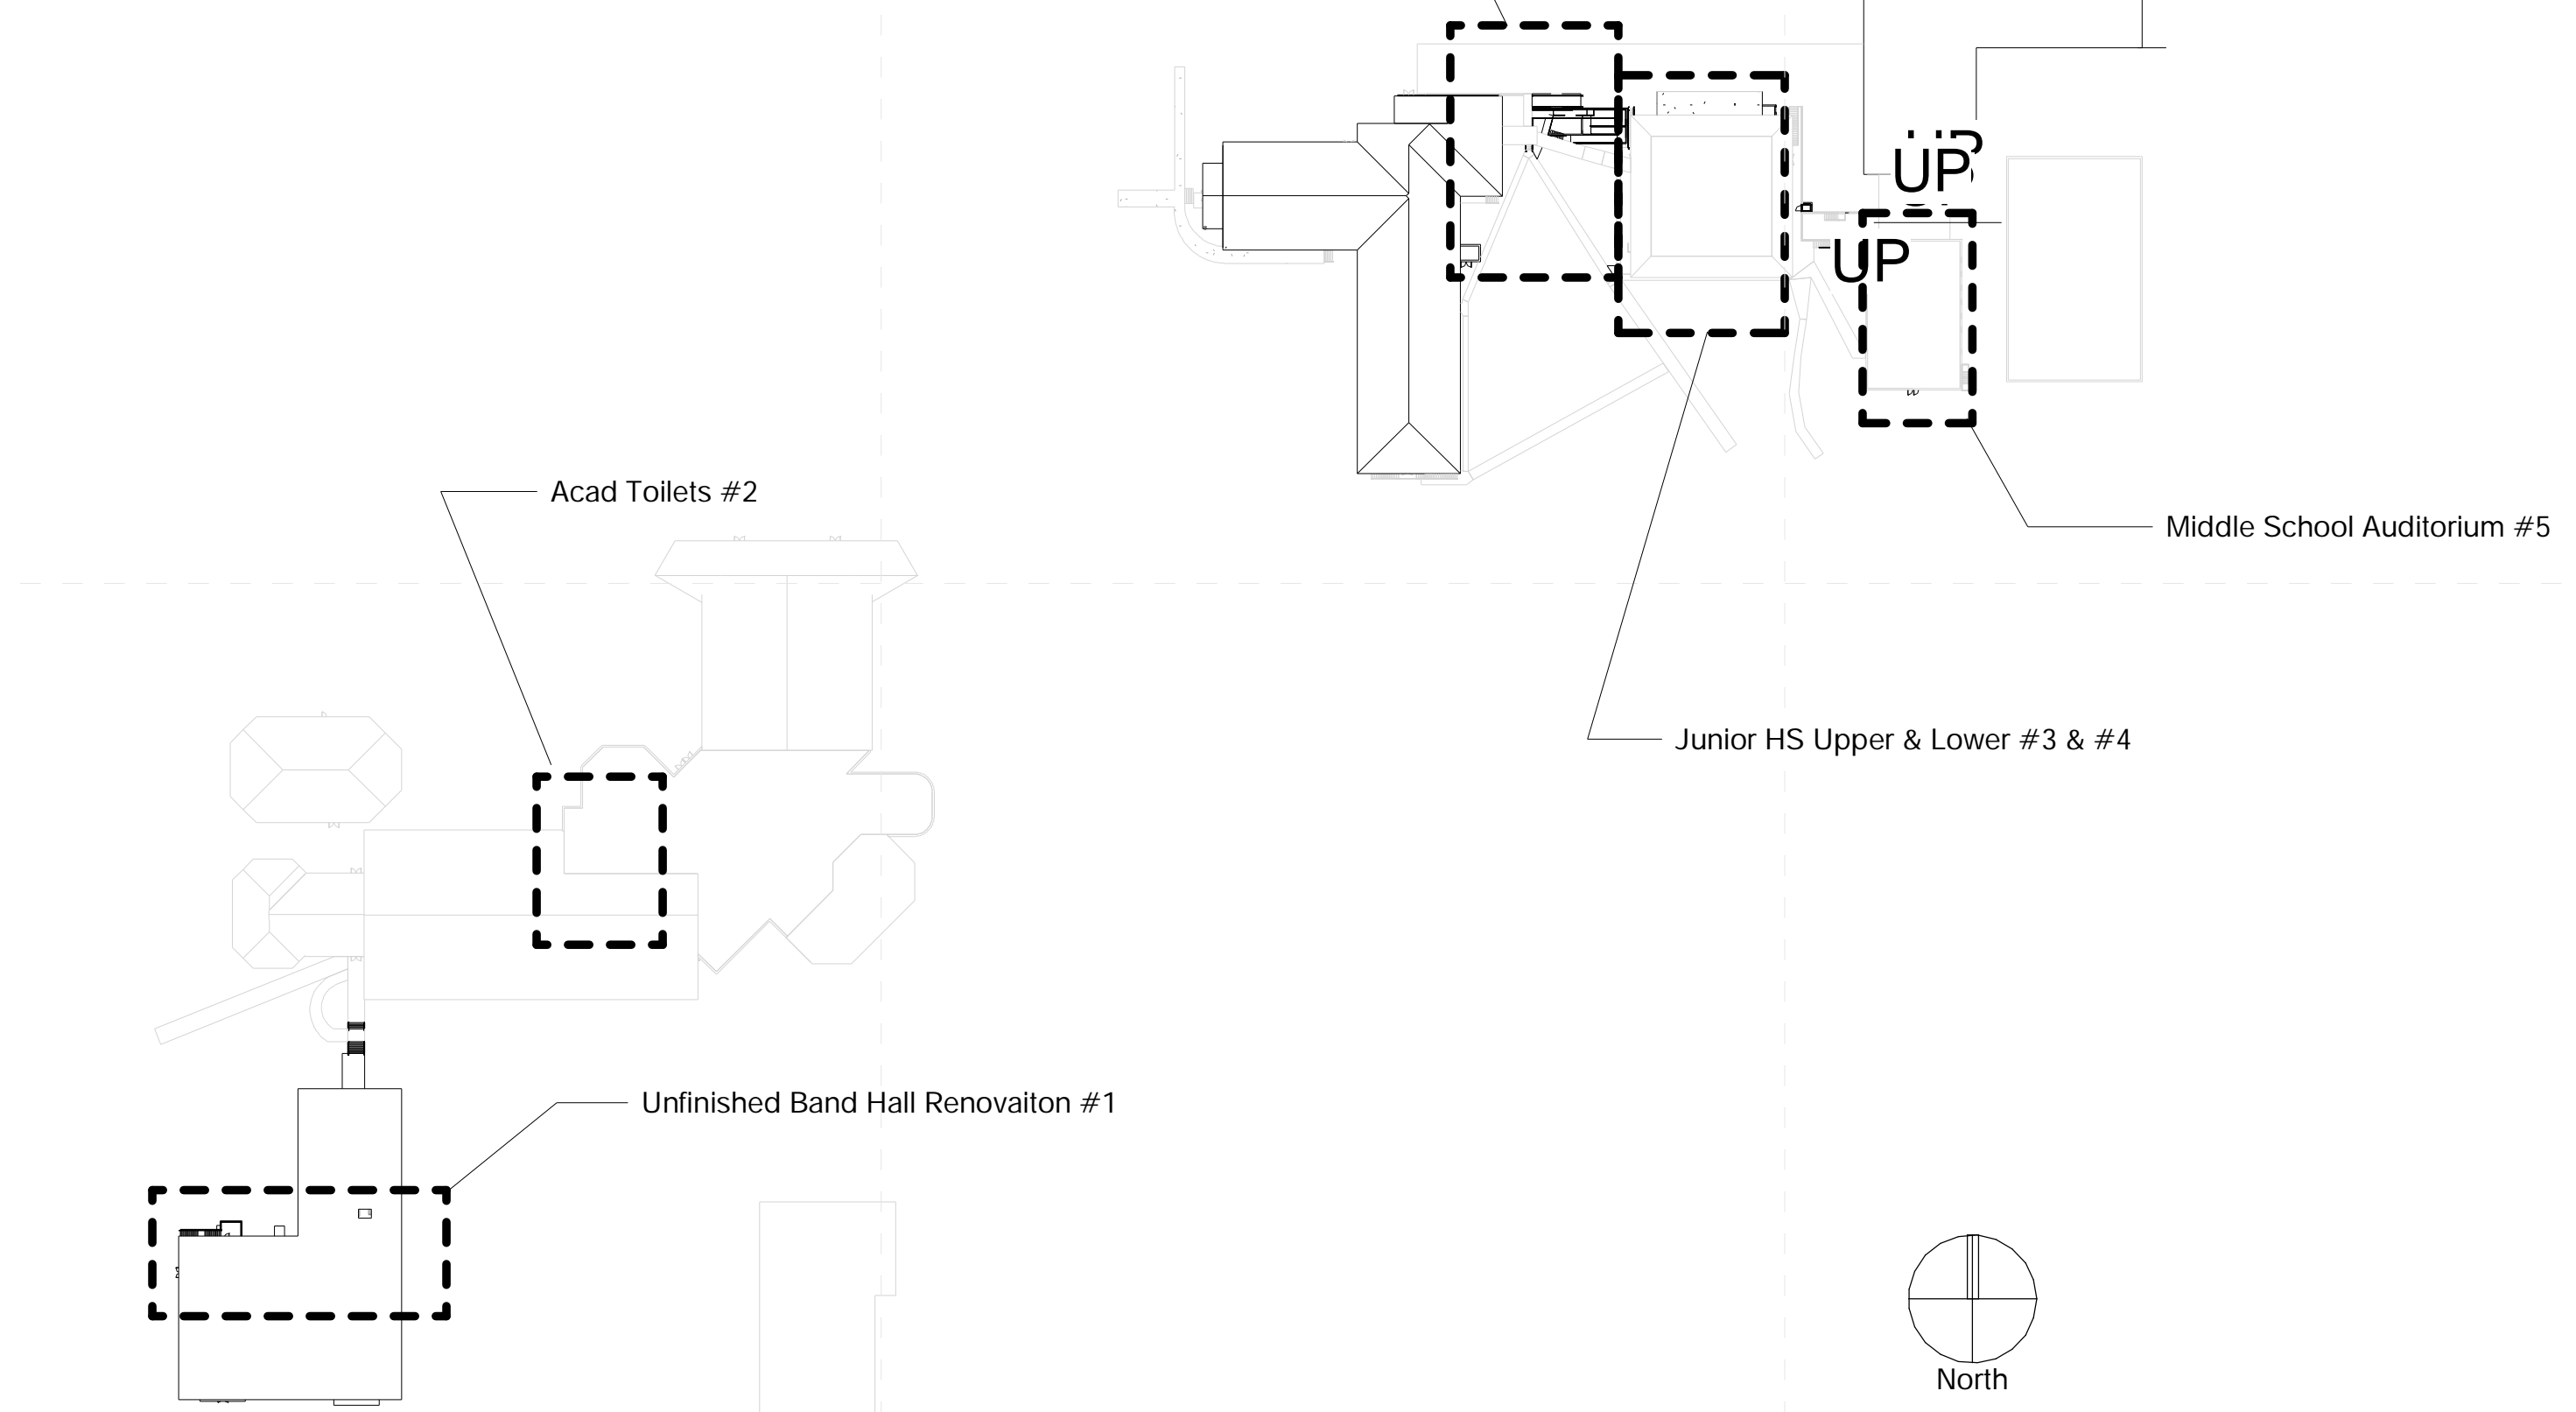 UP
UP
Acad Toilets #2
Middle School Auditorium #5
Junior HS Upper & Lower #3 & #4
Unfinished Band Hall Renovaiton #1
North